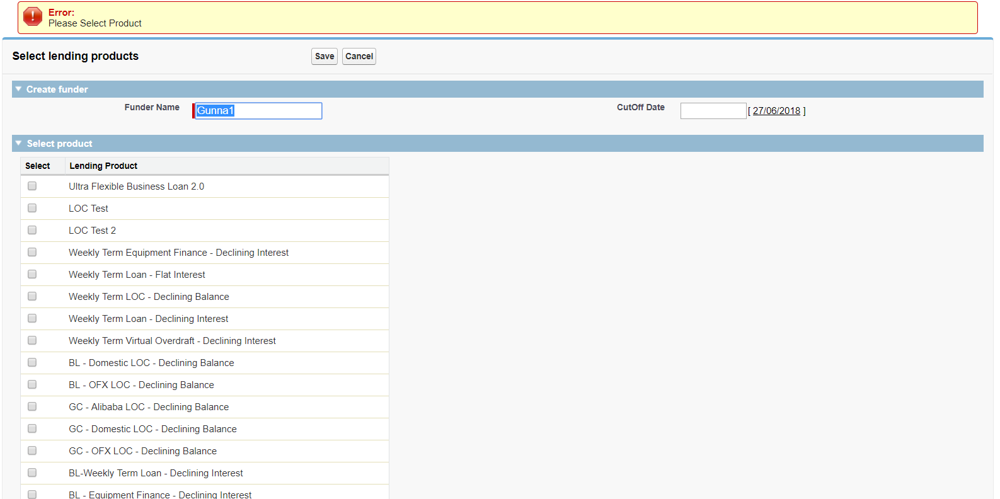 Error:
Please Select Product
Select lending products Save Cancel
Create funder
Funder Name Gunna1 CutOff Date [ 27/06/2018 ]
Select product
Select Lending Product
Ultra Flexible Business Loan 2.0
LOC Test
LOC Test 2
Weekly Term Equipment Finance - Declining Interest
Weekly Term Loan - Flat Interest
Weekly Term LOC - Declining Balance
Weekly Term Loan - Declining Interest
Weekly Term Virtual Overdraft - Declining Interest
BL - Domestic LOC - Declining Balance
BL - OFX LOC - Declining Balance
GC - Alibaba LOC - Declining Balance
GC - Domestic LOC - Declining Balance
GC - OFX LOC - Declining Balance
BL-Weekly Term Loan - Declining Interest
BL - Equipment Finance - Declining Interest